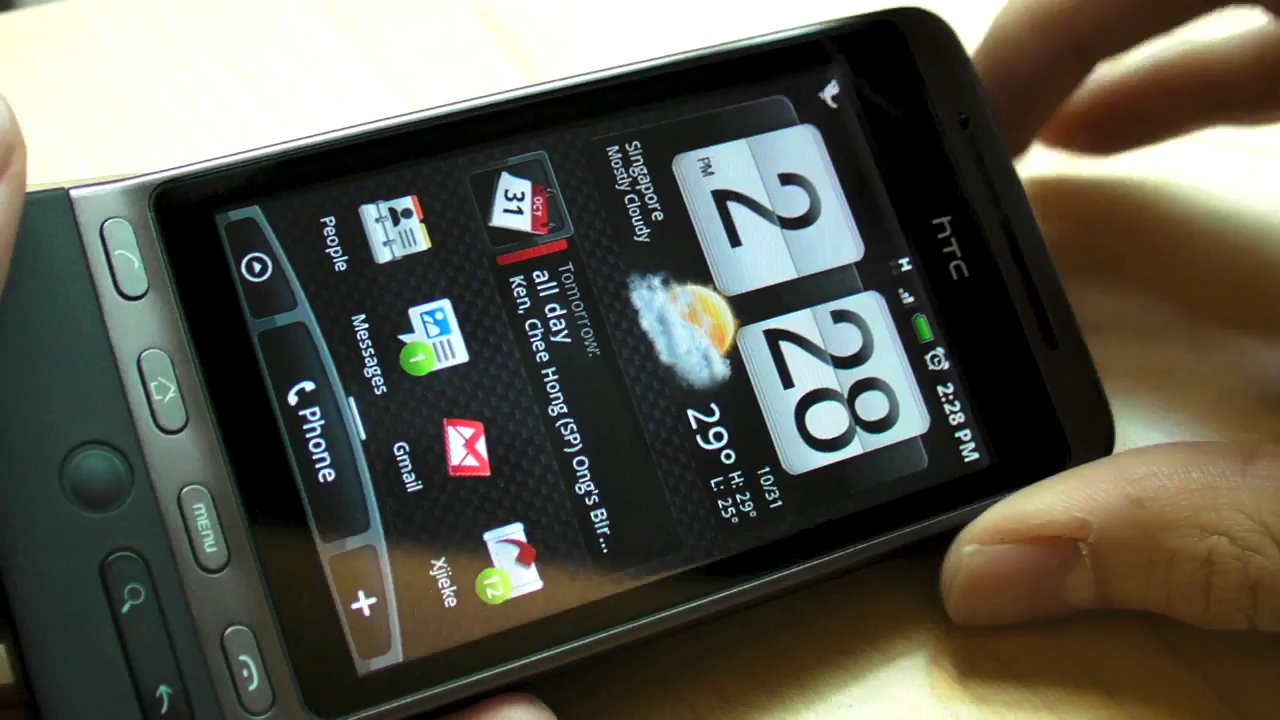 htc
H 2:28 PM
2 28
PM
Singapore
Mostly Cloudy
29°
10/31
H: 29°
L: 25°
OCT
31
Tomorrow:
all day
Ken, Chee Hong (SP) Ong's Bir...
1
12
People
Messages
Gmail
Xjieke
Phone
+
MENU